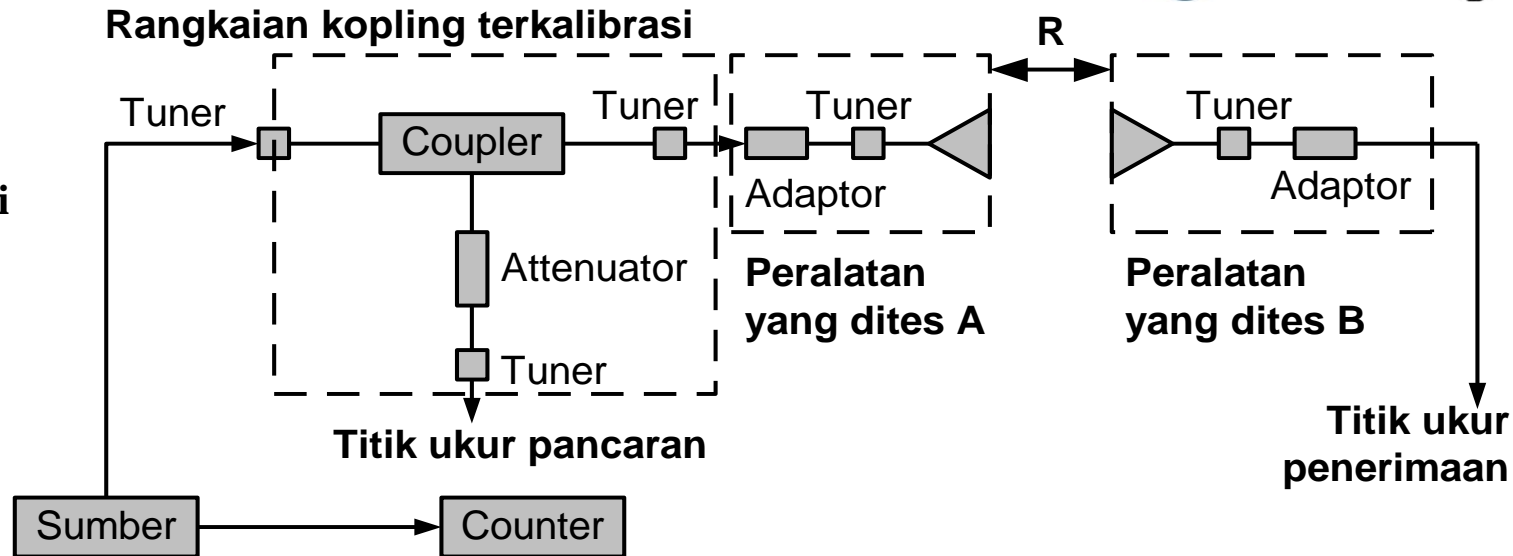 Rangkaian kopling terkalibrasi
R
Tuner
Tuner
Tuner
Tuner
Coupler
i
Adaptor
Adaptor
Attenuator
Peralatan
yang dites A
Peralatan
yang dites B
Tuner
Titik ukur pancaran
Titik ukur
penerimaan
Sumber
Counter